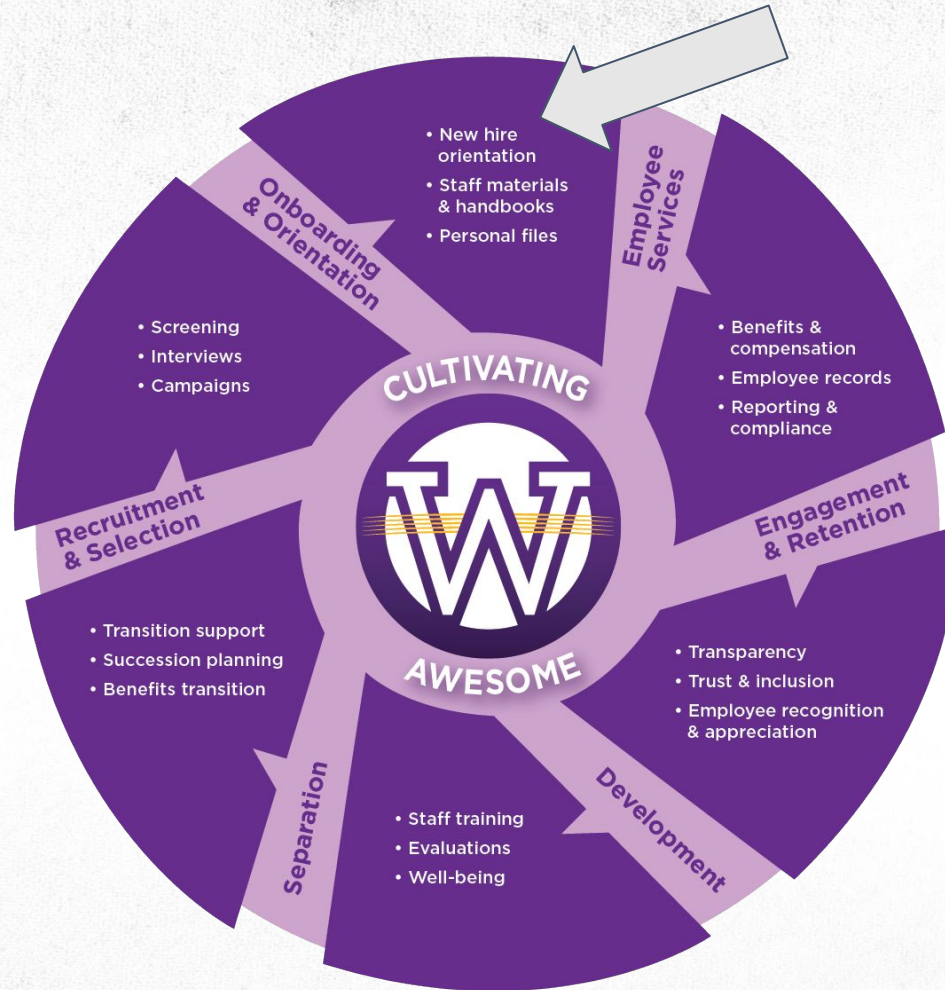 • New hire
orientation
• Staff materials
& handbooks
• Personal files
Onboarding
& Orientation
Employee
Services
• Screening
• Interviews
• Campaigns
• Benefits &
compensation
• Employee records
• Reporting &
compliance
CULTIVATING
W
AWESOME
Recruitment
& Selection
Engagement
& Retention
• Transition support
• Succession planning
• Benefits transition
• Transparency
• Trust & inclusion
• Employee recognition
& appreciation
Separation
• Staff training
• Evaluations
• Well-being
Development